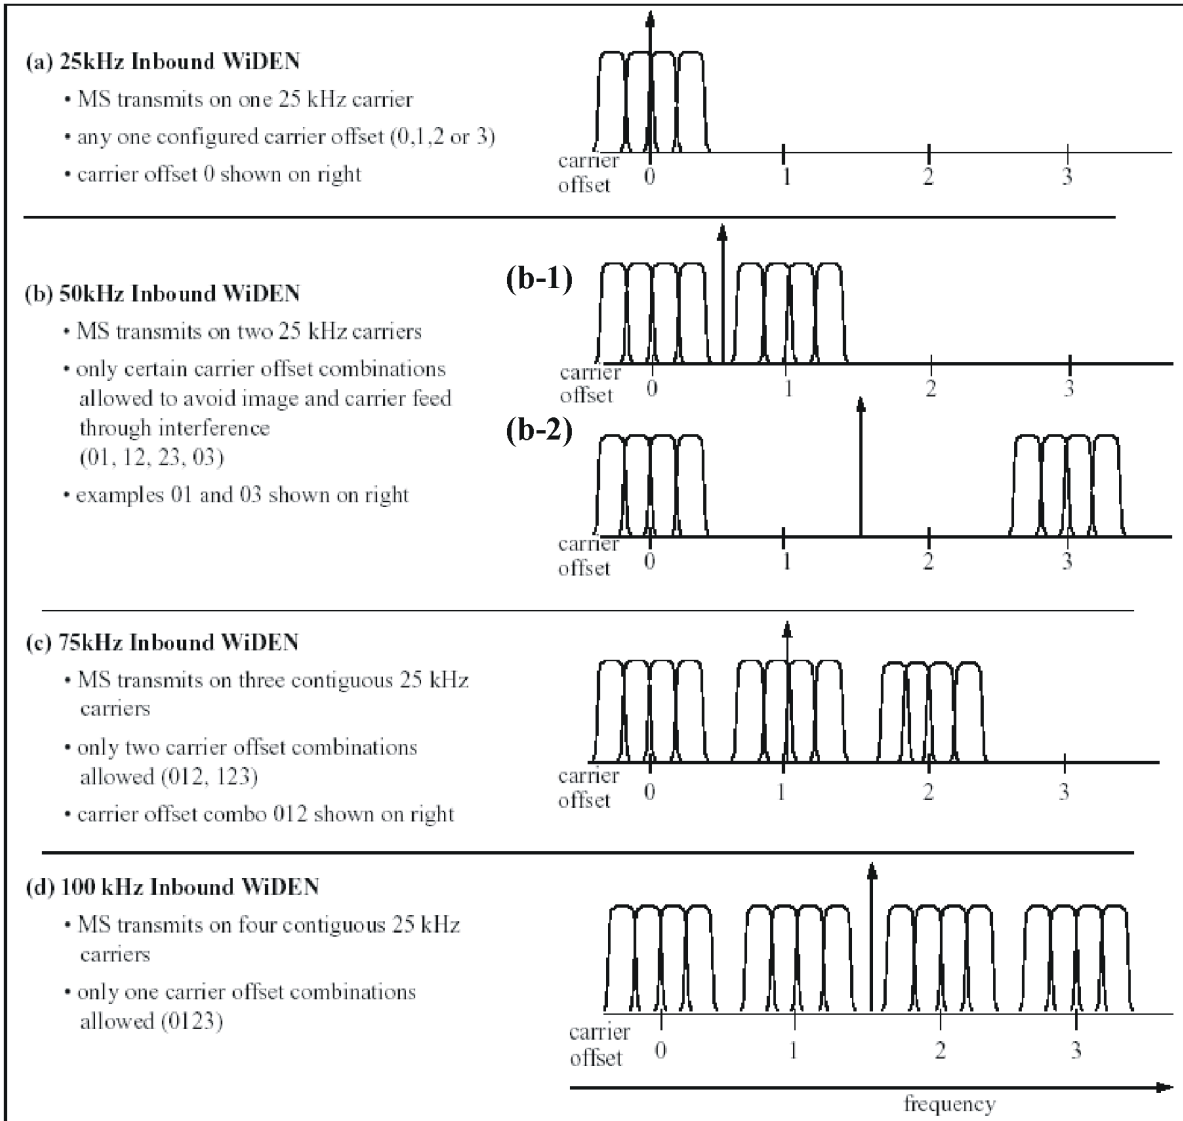 (a) 25kHz Inbound WiDEN
• MS transmits on one 25 kHz carrier
• any one configured carrier offset (0,1,2 or 3)
• carrier offset 0 shown on right
carrier
offset
0
1
2
3
(b) 50kHz Inbound WiDEN
• MS transmits on two 25 kHz carriers
• only certain carrier offset combinations
allowed to avoid image and carrier feed
through interference
(01, 12, 23, 03)
• examples 01 and 03 shown on right
(b-1)
carrier
offset
0
1
2
3
(b-2)
carrier
offset
0
1
2
3
(c) 75kHz Inbound WiDEN
• MS transmits on three contiguous 25 kHz
carriers
• only two carrier offset combinations
allowed (012, 123)
• carrier offset combo 012 shown on right
carrier
offset
0
1
2
3
(d) 100 kHz Inbound WiDEN
• MS transmits on four contiguous 25 kHz
carriers
• only one carrier offset combinations
allowed (0123)
carrier
offset
0
1
2
3
frequency